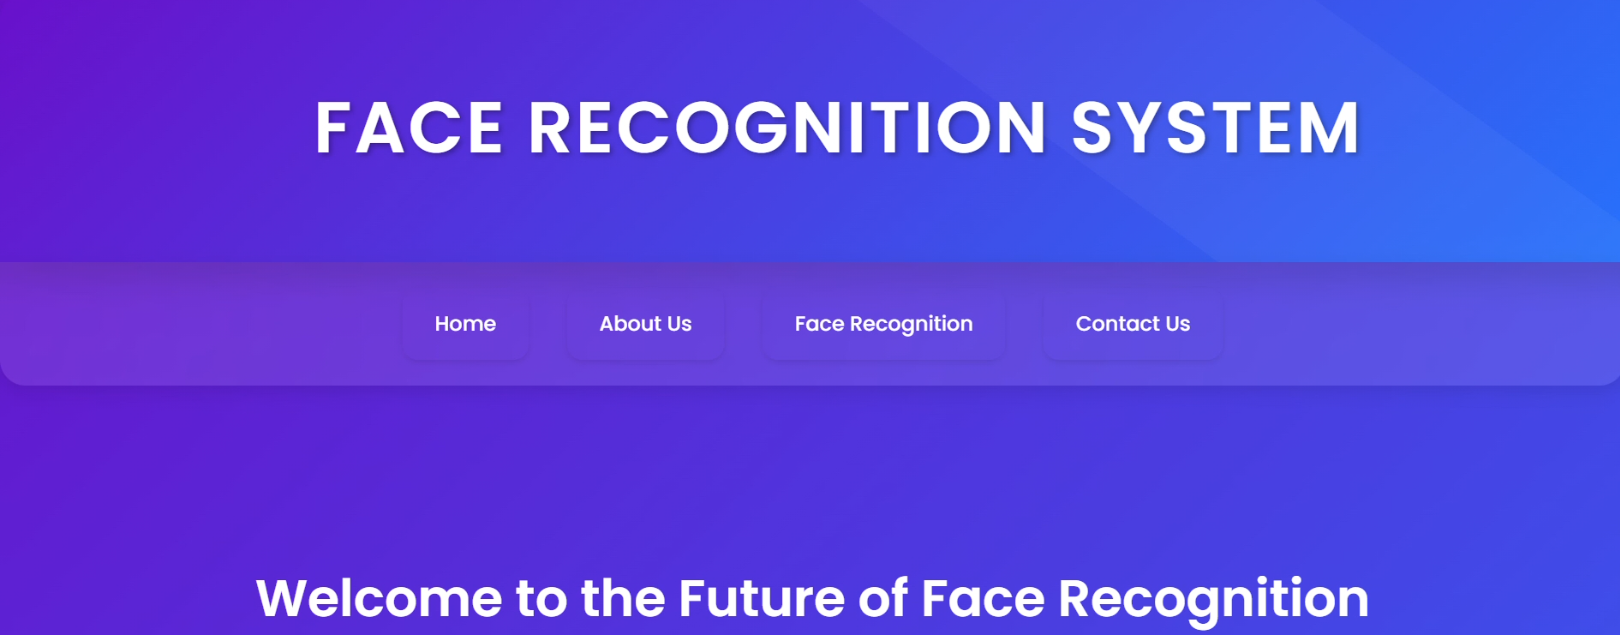 FACE RECOGNITION SYSTEM
Home About Us Face Recognition Contact Us
Welcome to the Future of Face Recognition